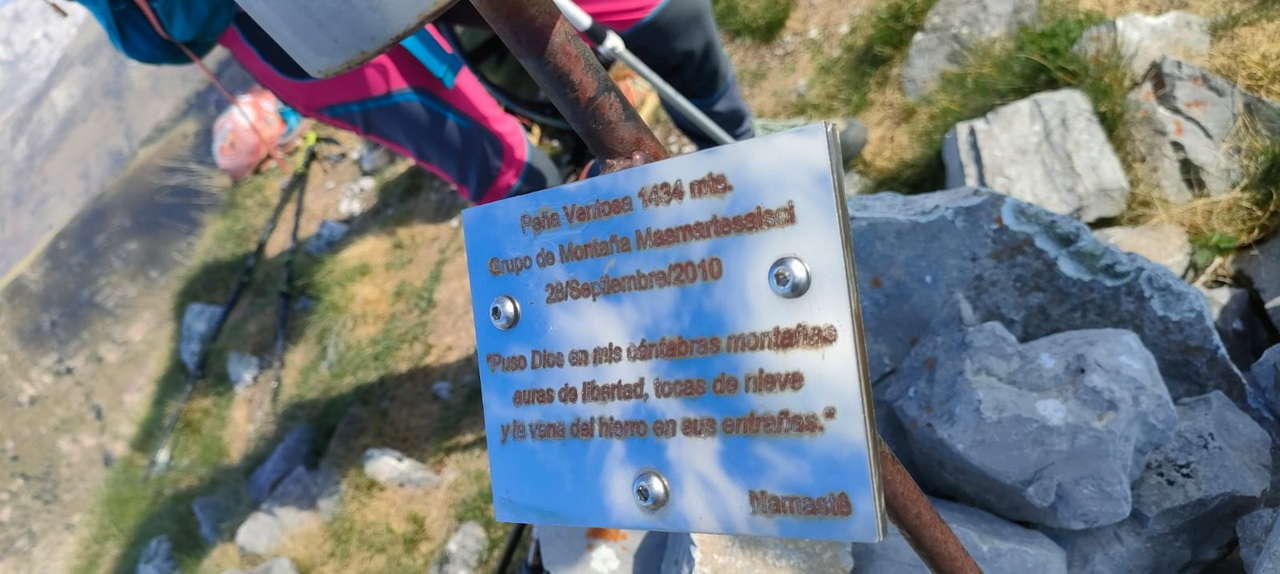 Peña Ventosa 1434 mts.
Grupo de Montaña Masmartesaisol
28/Septiembre/2010
"Puso Dios en mis cántabras montañas
auras de libertad, tocas de nieve
y la vena del hierro en sus entrañas."
Namasté